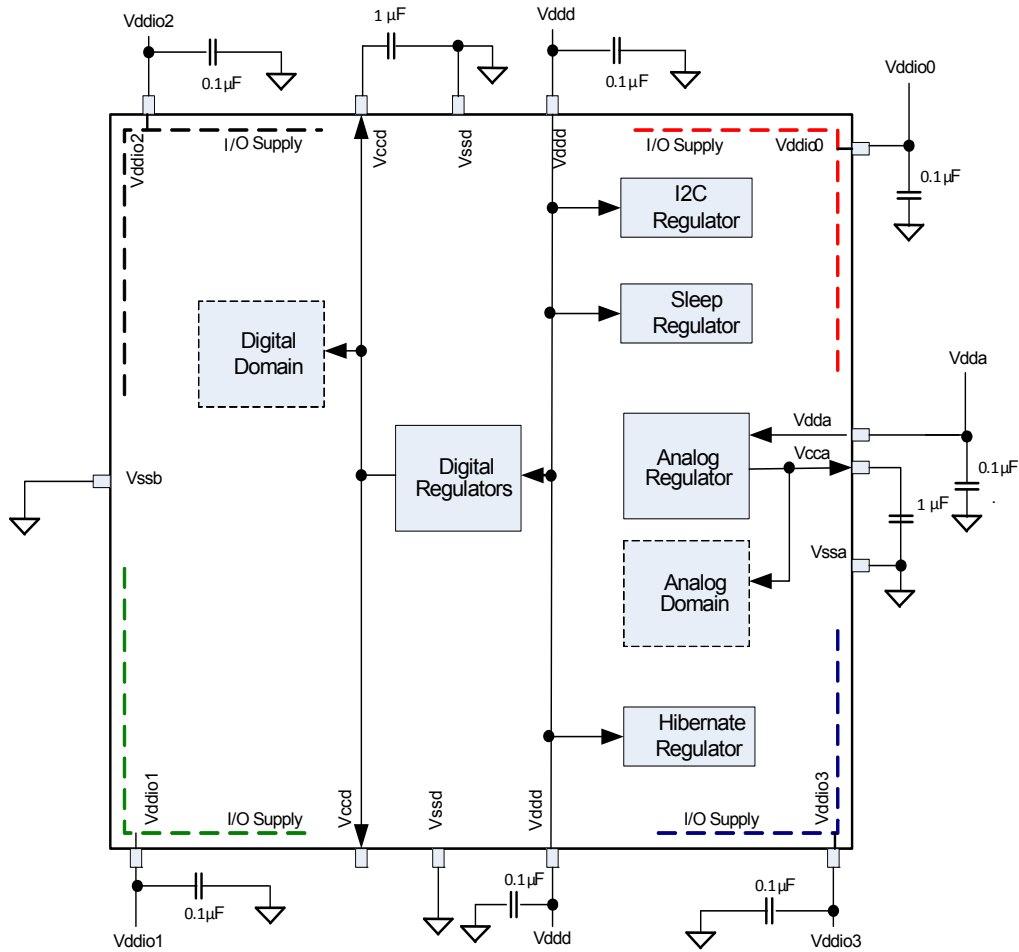 Vddio2
1 µF
Vddd
0.1µF
0.1µF
Vddio0
0.1µF
Vddio2
I/O Supply
Vccd
Vssd
Vddd
I/O Supply
Vddio0
I2C
Regulator
Sleep
Regulator
Digital
Domain
Vdda
Vdda
Vcca
Analog
Regulator
Digital
Regulators
Vssb
0.1µF
1 µF
.
Vssa
Analog
Domain
Hibernate
Regulator
Vddio1
I/O Supply
Vccd
Vssd
Vddd
I/O Supply
Vddio3
0.1µF
0.1µF
0.1µF
Vddio1
Vddd
Vddio3